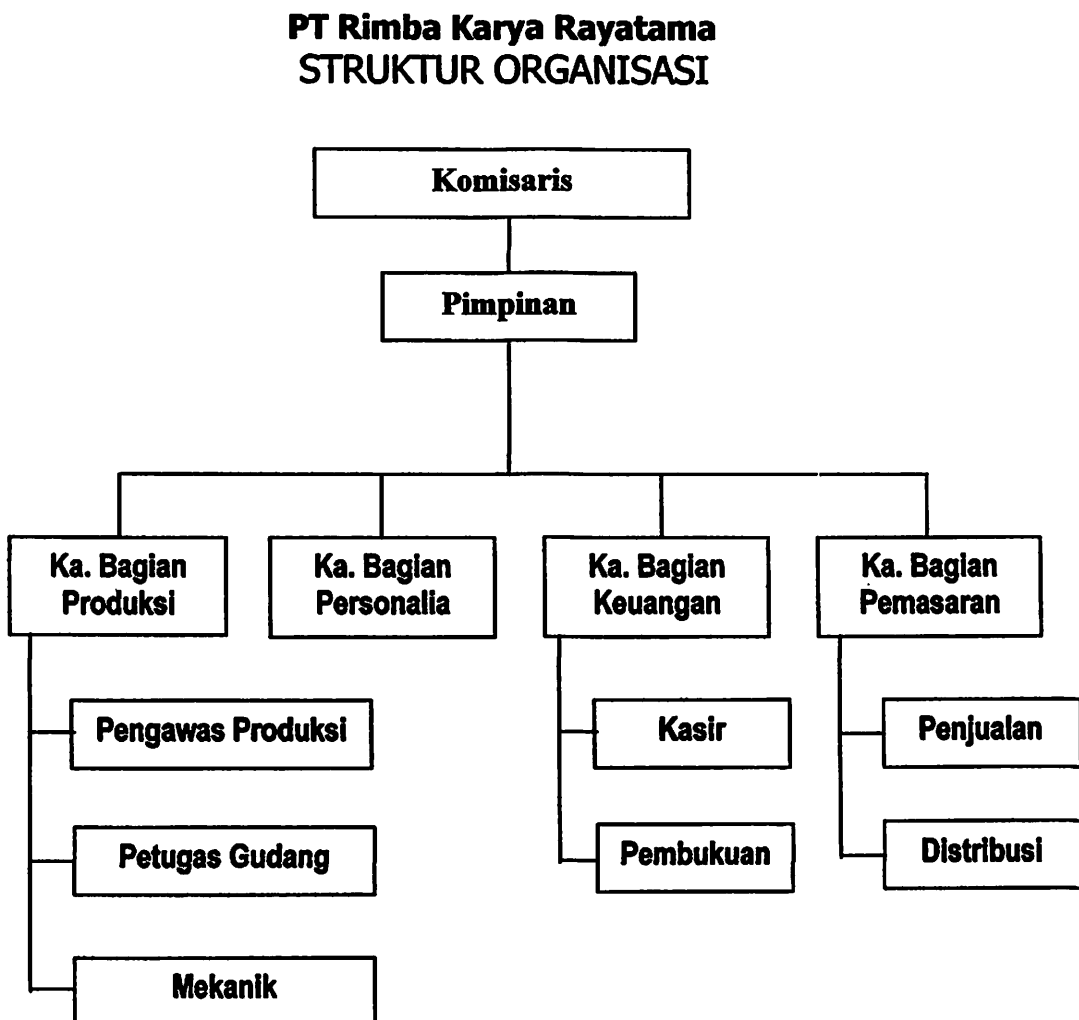 PT Rimba Karya Rayatama
STRUKTUR ORGANISASI
Komisaris
Pimpinan
Ka. Bagian
Produksi
Ka. Bagian
Personalia
Ka. Bagian
Keuangan
Ka. Bagian
Pemasaran
Pengawas Produksi
Kasir
Penjualan
Petugas Gudang
Pembukuan
Distribusi
Mekanik